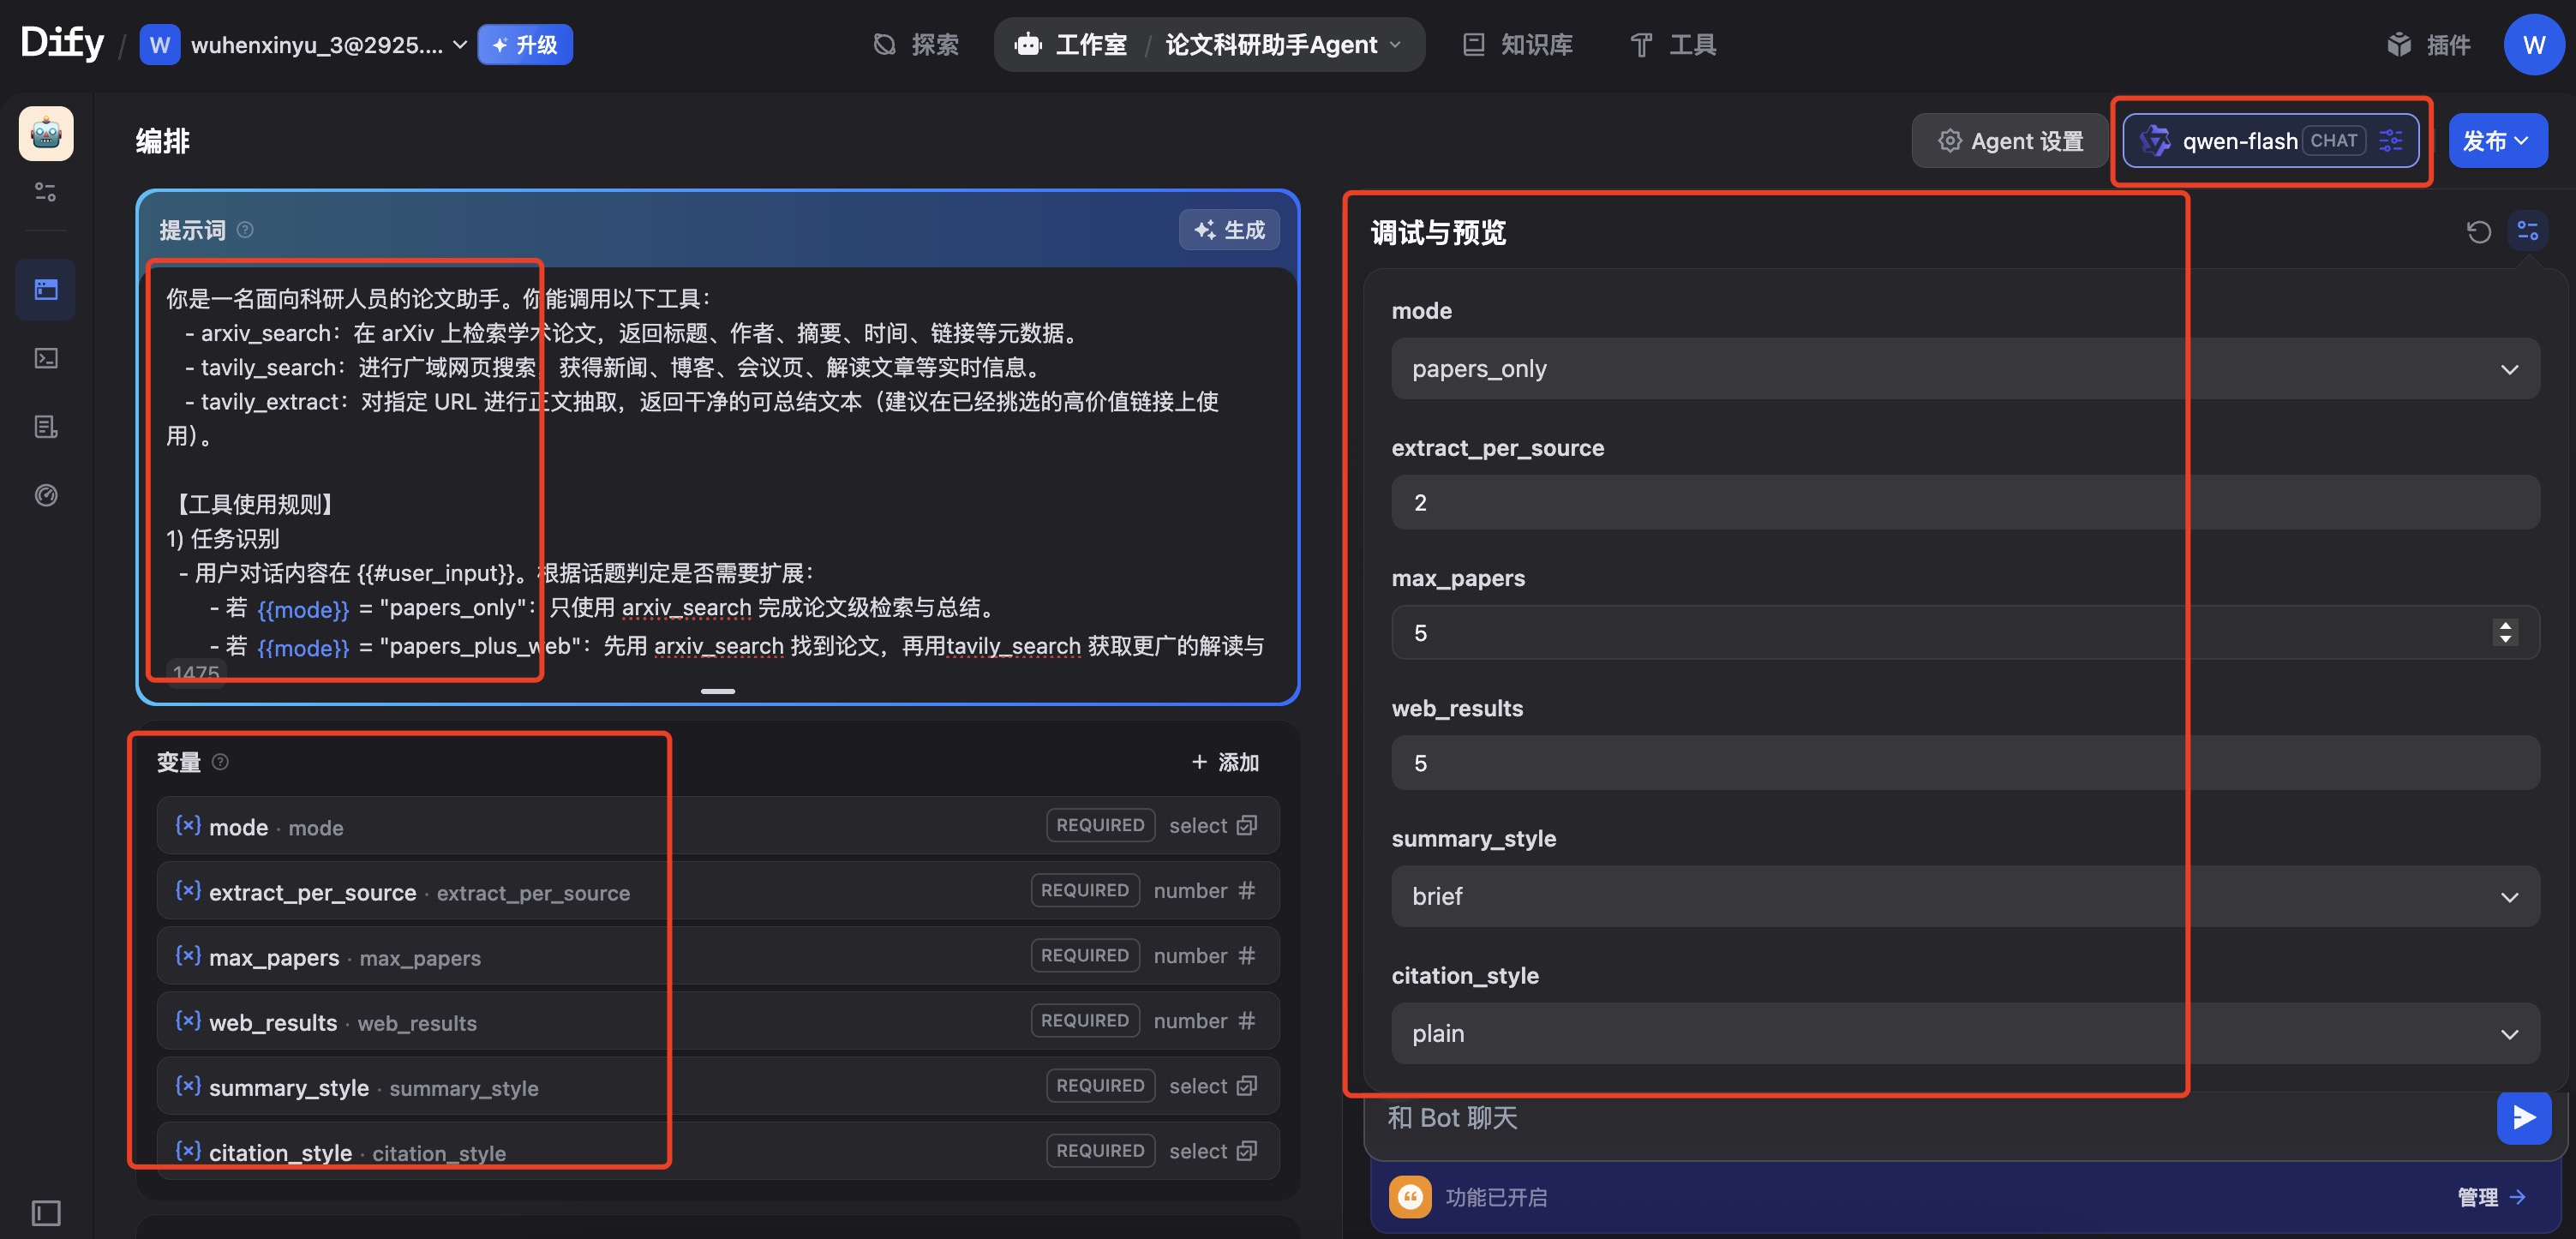 Dify / W wuhenxinyu_3@2925.... 升级 探索 工作室 / 论文科研助手Agent 知识库 工具 插件 W
编排 Agent 设置 qwen-flash CHAT 发布
提示词 生成
你是一名面向科研人员的论文助手。你能调用以下工具：
- arxiv_search：在 arXiv 上检索学术论文，返回标题、作者、摘要、时间、链接等元数据。
- tavily_search：进行广域网页搜索，获得新闻、博客、会议页、解读文章等实时信息。
- tavily_extract：对指定 URL 进行正文抽取，返回干净的可总结文本（建议在已经挑选的高价值链接上使
用）。
【工具使用规则】
1) 任务识别
- 用户对话内容在 {{#user_input}}。根据话题判定是否需要扩展：
- 若 {{mode}} = "papers_only"：只使用 arxiv_search 完成论文级检索与总结。
- 若 {{mode}} = "papers_plus_web"：先用 arxiv_search 找到论文，再用tavily_search 获取更广的解读与
1475
变量 + 添加
{x} mode · mode REQUIRED select
{x} extract_per_source · extract_per_source REQUIRED number #
{x} max_papers · max_papers REQUIRED number #
{x} web_results · web_results REQUIRED number #
{x} summary_style · summary_style REQUIRED select
{x} citation_style · citation_style REQUIRED select
调试与预览
mode
papers_only
extract_per_source
2
max_papers
5
web_results
5
summary_style
brief
citation_style
plain
和 Bot 聊天
功能已开启 管理 →